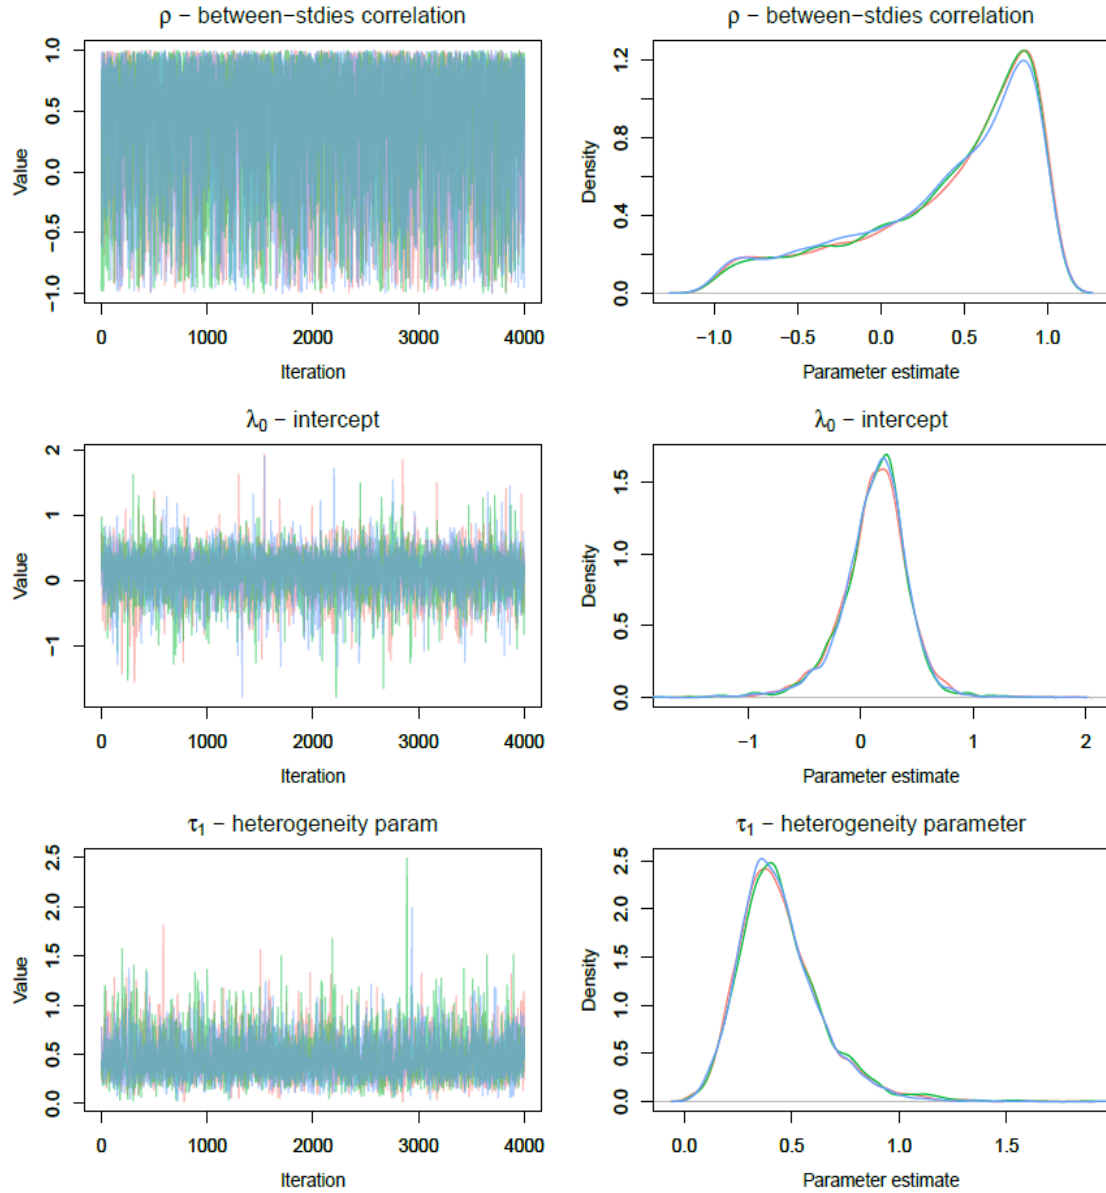 ρ − between−stdies correlation
Value
1.0
0.5
0.0
−0.5
−1.0
0 1000 2000 3000 4000
Iteration
ρ − between−stdies correlation
Density
1.2
0.8
0.4
0.0
−1.0 −0.5 0.0 0.5 1.0
Parameter estimate
λ0 − intercept
Value
2
1
0
−1
0 1000 2000 3000 4000
Iteration
λ0 − intercept
Density
1.5
1.0
0.5
0.0
−1 0 1 2
Parameter estimate
τ1 − heterogeneity param
Value
2.5
2.0
1.5
1.0
0.5
0.0
0 1000 2000 3000 4000
Iteration
τ1 − heterogeneity parameter
Density
2.5
2.0
1.5
1.0
0.5
0.0
0.0 0.5 1.0 1.5
Parameter estimate